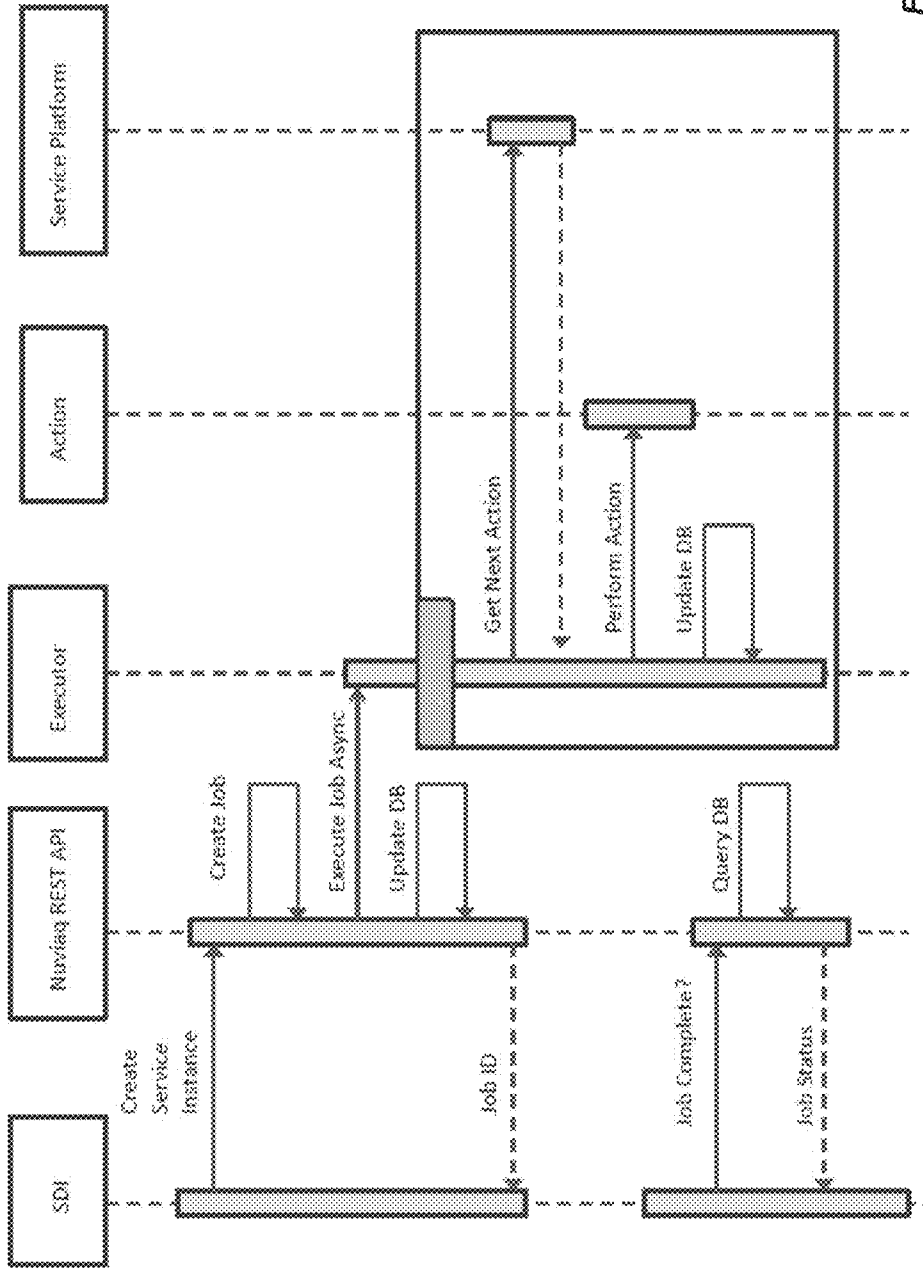 SDI
Nuviaq REST API
Executor
Action
Service Platform
Create
Service
Instance
Create Job
Execute Job Async
Update DB
Job ID
Get Next Action
Perform Action
Update DB
Job Complete?
Query DB
Job Status